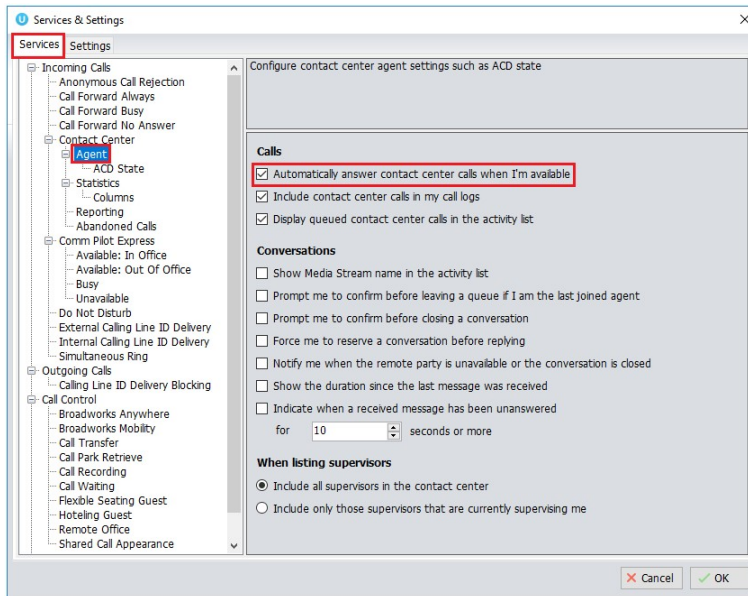 Services & Settings
Services Settings
Incoming Calls
Anonymous Call Rejection
Call Forward Always
Call Forward Busy
Call Forward No Answer
Contact Center
Agent
ACD State
Statistics
Columns
Reporting
Abandoned Calls
Comm Pilot Express
Available: In Office
Available: Out Of Office
Busy
Unavailable
Do Not Disturb
External Calling Line ID Delivery
Internal Calling Line ID Delivery
Simultaneous Ring
Outgoing Calls
Calling Line ID Delivery Blocking
Call Control
Broadworks Anywhere
Broadworks Mobility
Call Transfer
Call Park Retrieve
Call Recording
Call Waiting
Flexible Seating Guest
Hoteling Guest
Remote Office
Shared Call Appearance
Configure contact center agent settings such as ACD state
Calls
Automatically answer contact center calls when I'm available
Include contact center calls in my call logs
Display queued contact center calls in the activity list
Conversations
Show Media Stream name in the activity list
Prompt me to confirm before leaving a queue if I am the last joined agent
Prompt me to confirm before closing a conversation
Force me to reserve a conversation before replying
Notify me when the remote party is unavailable or the conversation is closed
Show the duration since the last message was received
Indicate when a received message has been unanswered
for 10 seconds or more
When listing supervisors
Include all supervisors in the contact center
Include only those supervisors that are currently supervising me
Cancel OK